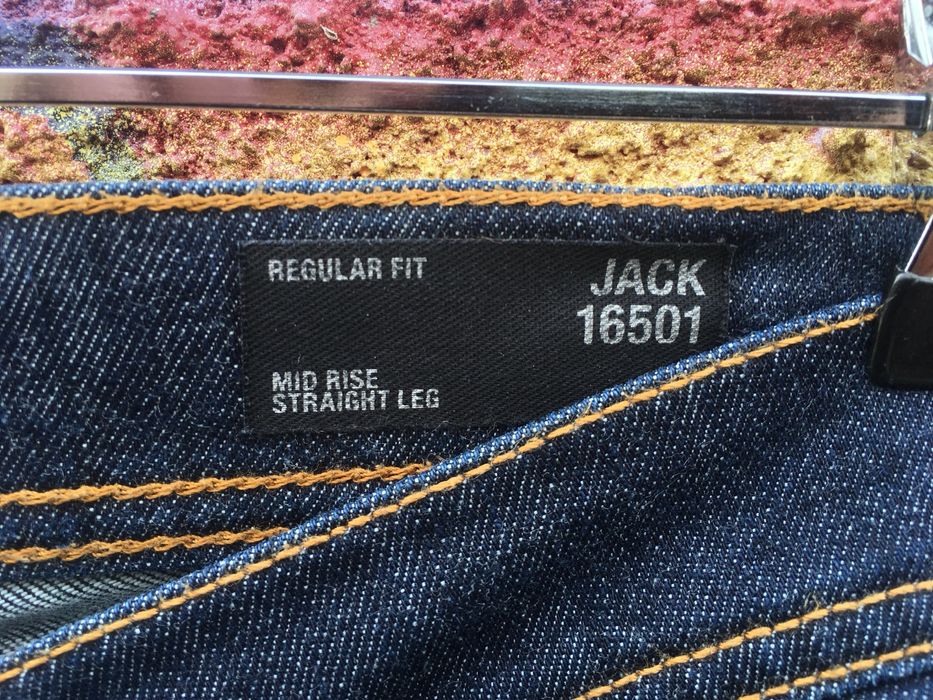 REGULAR FIT
JACK
16501
MID RISE
STRAIGHT LEG